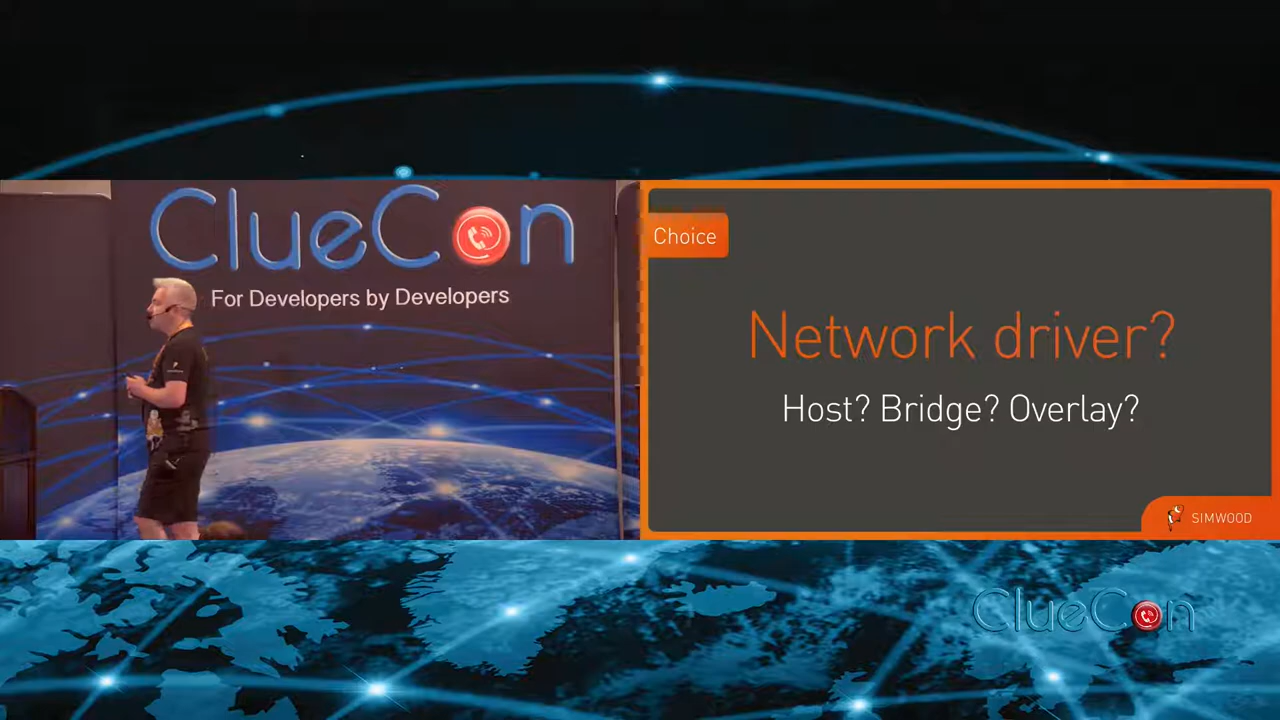 ClueCon
For Developers by Developers
Choice
Network driver?
Host? Bridge? Overlay?
SIMWOOD
ClueCon